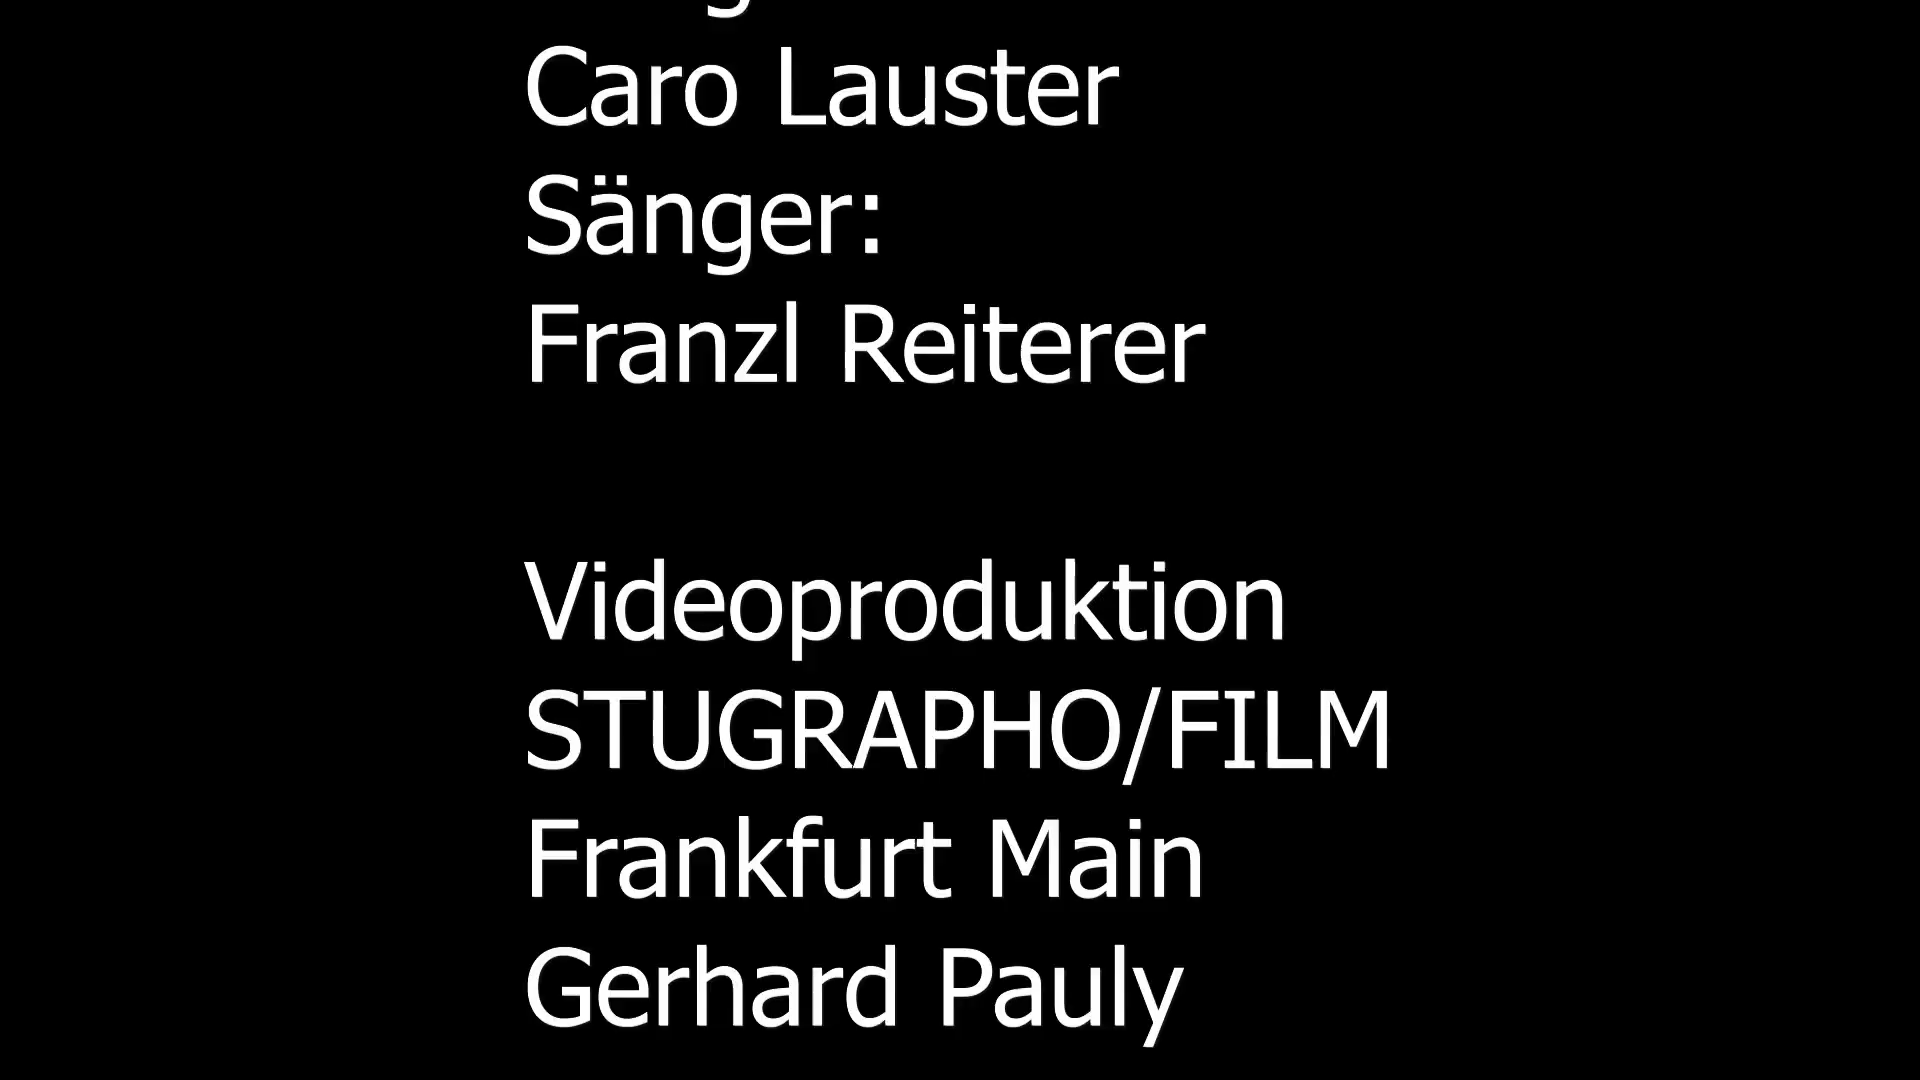 Caro Lauster
Sänger:
Franzl Reiterer
Videoproduktion
STUGRAPHO/FILM
Frankfurt Main
Gerhard Pauly